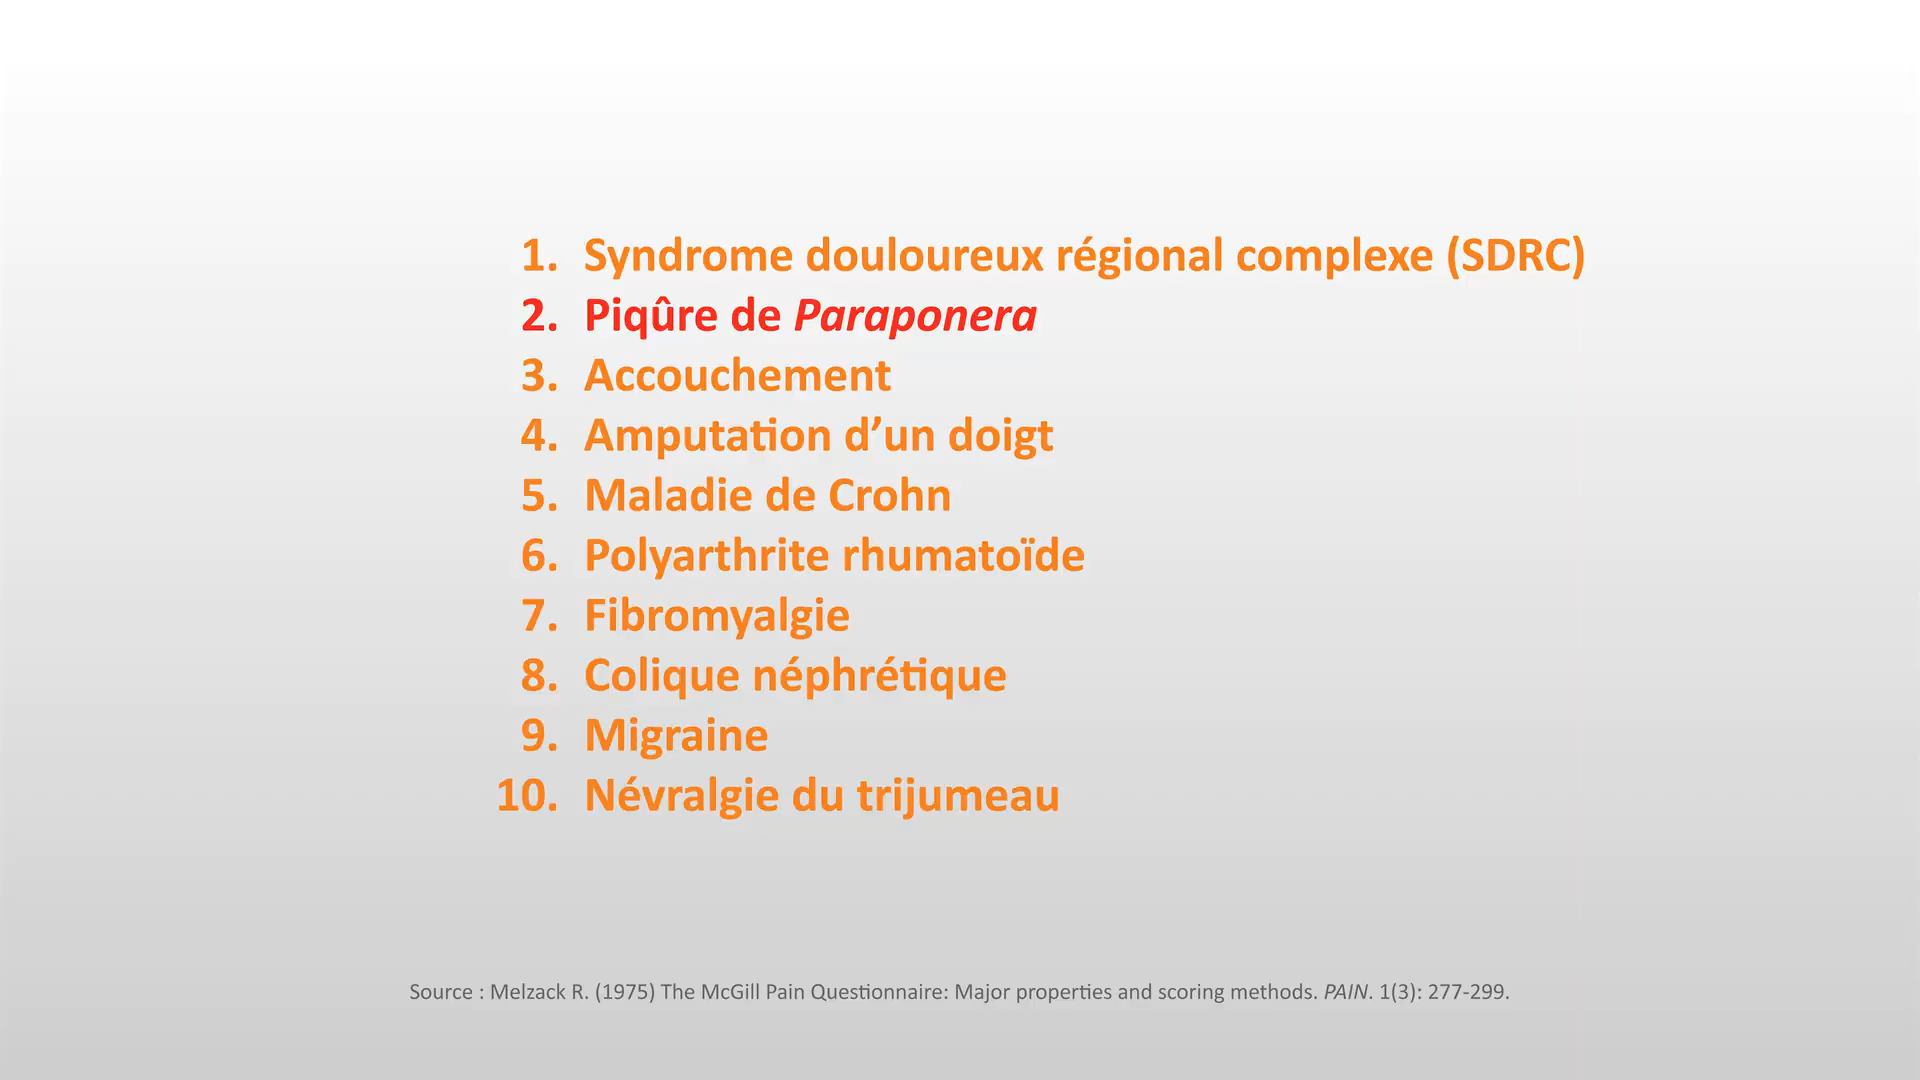 1. Syndrome douloureux régional complexe (SDRC)
2. Piqûre de Paraponera
3. Accouchement
4. Amputation d’un doigt
5. Maladie de Crohn
6. Polyarthrite rhumatoïde
7. Fibromyalgie
8. Colique néphrétique
9. Migraine
10. Névralgie du trijumeau
Source : Melzack R. (1975) The McGill Pain Questionnaire: Major properties and scoring methods. PAIN. 1(3): 277-299.